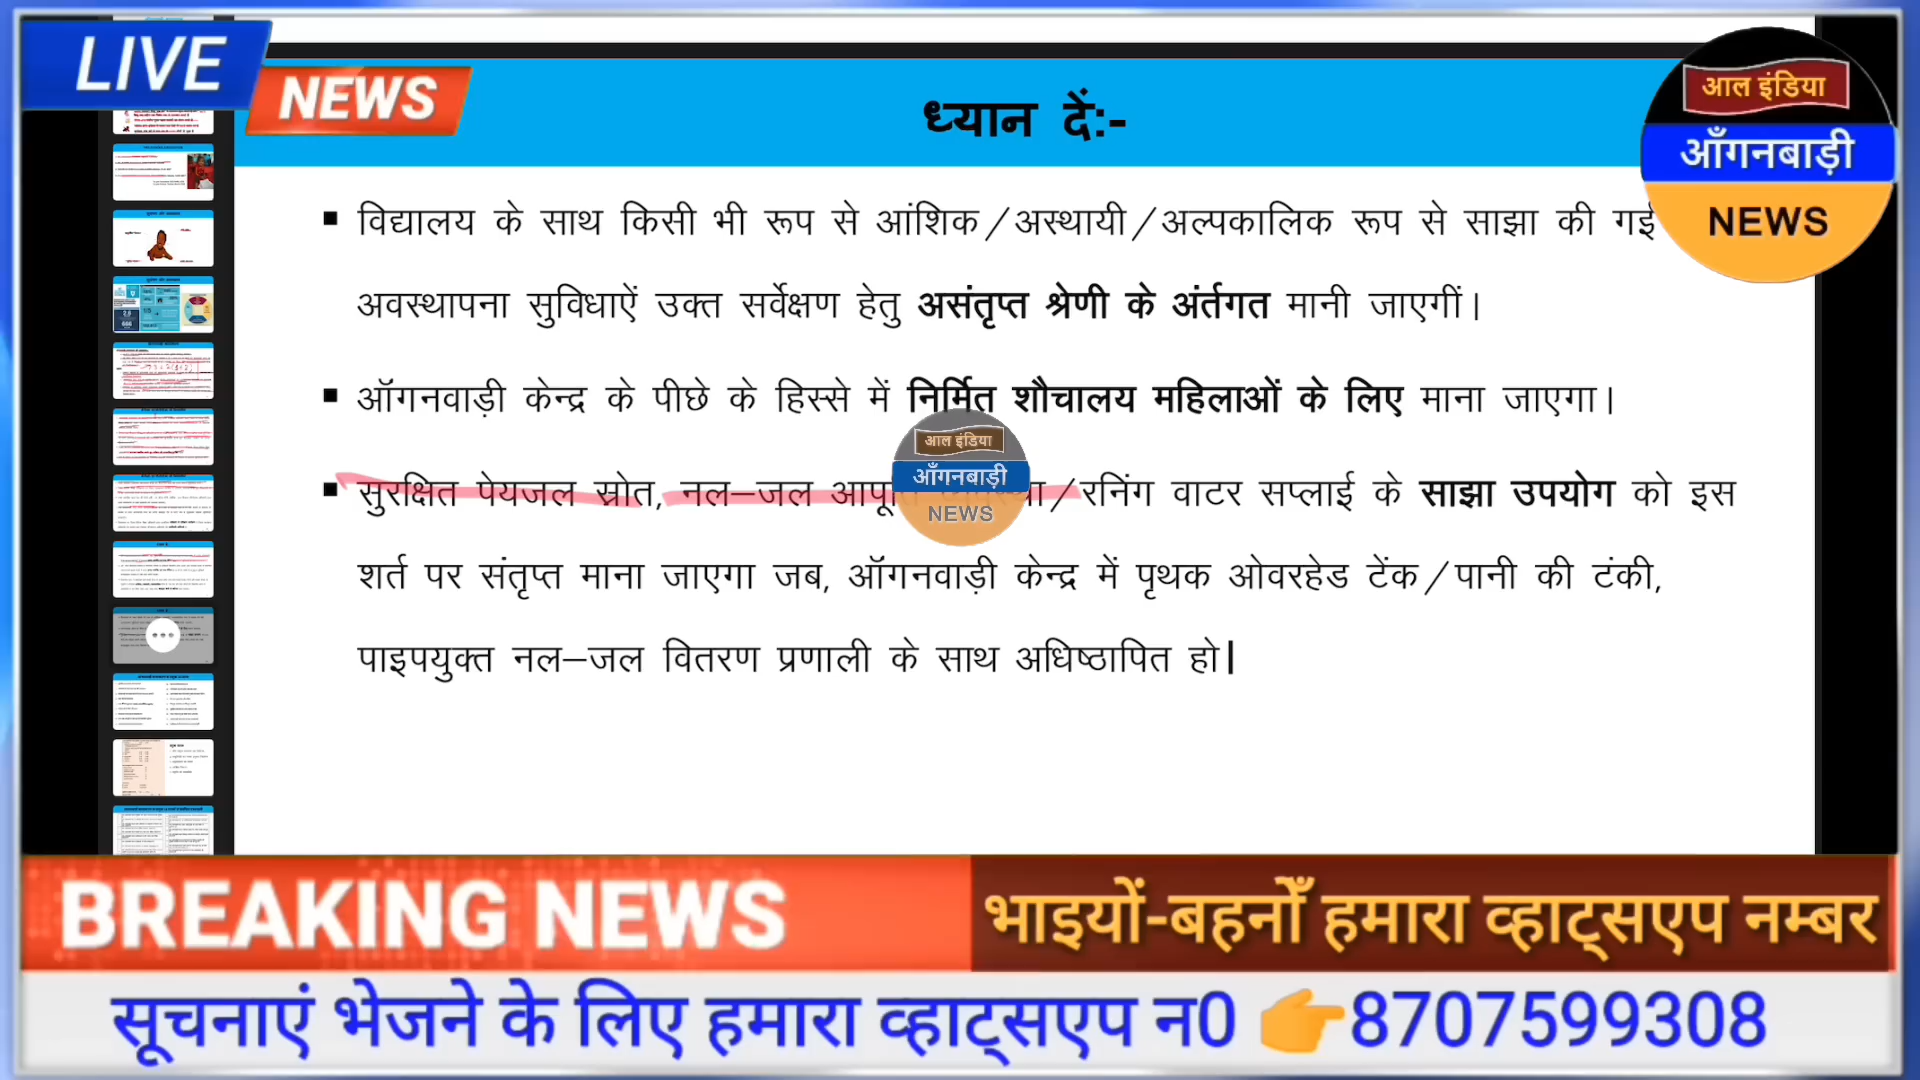 LIVE
NEWS
आल इंडिया
आँगनबाड़ी
NEWS
ध्यान दें:-
▪ विद्यालय के साथ किसी भी रूप से आंशिक/अस्थायी/अल्पकालिक रूप से साझा की गई
अवस्थापना सुविधाऐं उक्त सर्वेक्षण हेतु असंतृप्त श्रेणी के अंर्तगत मानी जाएगीं।
▪ ऑगनवाड़ी केन्द्र के पीछे के हिस्से में निर्मित शौचालय महिलाओं के लिए माना जाएगा।
▪ सुरक्षित पेयजल स्रोत, नल–जल /रनिंग वाटर सप्लाई के साझा उपयोग को इस
शर्त पर संतृप्त माना जाएगा जब, ऑगनवाड़ी केन्द्र में पृथक ओवरहेड टेंक/पानी की टंकी,
पाइपयुक्त नल–जल वितरण प्रणाली के साथ अधिष्ठापित हो।
आल इंडिया
आँगनबाड़ी
NEWS
BREAKING NEWS
भाइयों-बहनोँ हमारा व्हाट्सएप नम्बर
सूचनाएं भेजने के लिए हमारा व्हाट्सएप न0 👉8707599308